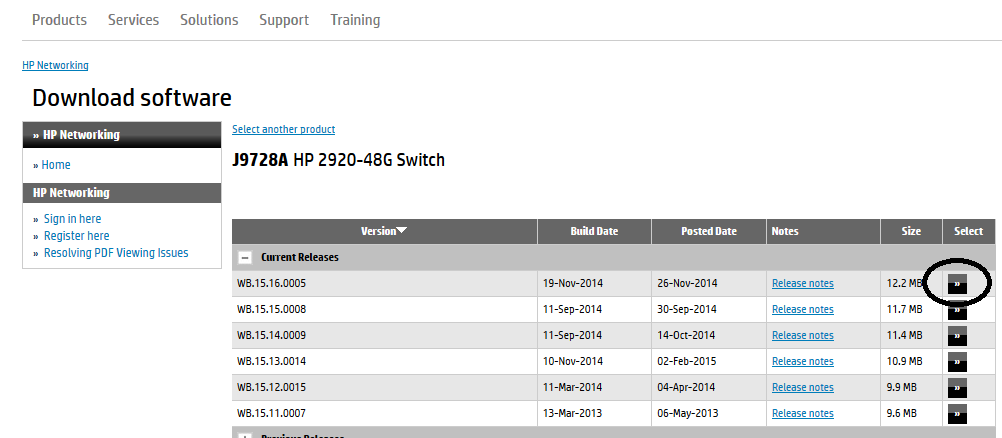 Products Services Solutions Support Training
HP Networking
Download software
» HP Networking
Select another product
» Home
J9728A HP 2920-48G Switch
HP Networking
» Sign in here
» Register here
» Resolving PDF Viewing Issues
Version Build Date Posted Date Notes Size Select
Current Releases
WB.15.16.0005 19-Nov-2014 26-Nov-2014 Release notes 12.2 MB »
WB.15.15.0008 11-Sep-2014 30-Sep-2014 Release notes 11.7 MB »
WB.15.14.0009 11-Sep-2014 14-Oct-2014 Release notes 11.4 MB »
WB.15.13.0014 10-Nov-2014 02-Feb-2015 Release notes 10.9 MB »
WB.15.12.0015 11-Mar-2014 04-Apr-2014 Release notes 9.9 MB »
WB.15.11.0007 13-Mar-2013 06-May-2013 Release notes 9.6 MB »
Previous Releases